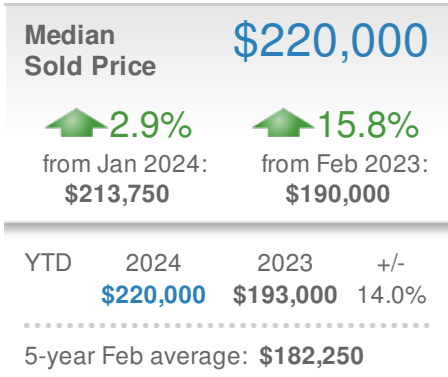 Median $220,000
Sold Price
2.9% 15.8%
from Jan 2024: from Feb 2023:
$213,750 $190,000
YTD 2024 2023 +/-
$220,000 $193,000 14.0%
5-year Feb average: $182,250